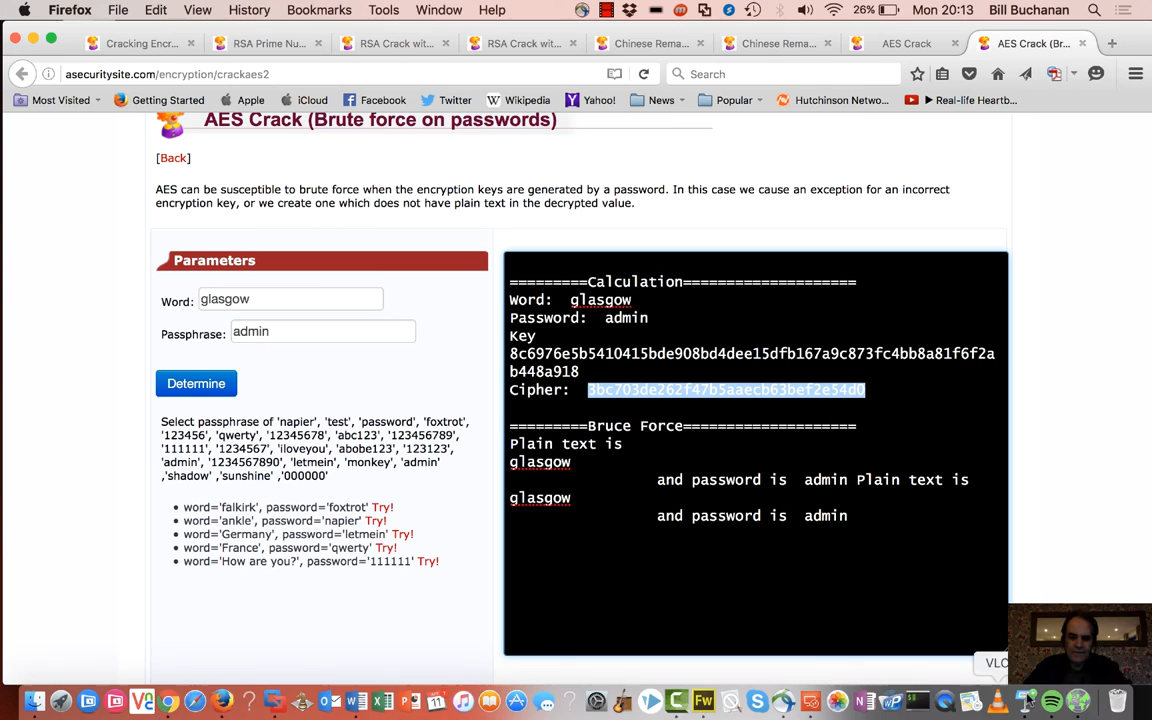 Firefox File Edit View History Bookmarks Tools Window Help 26% Mon 20:13 Bill Buchanan
Cracking Encr... × RSA Prime Nu... × RSA Crack wit... × RSA Crack wit... × Chinese Rema... × Chinese Rema... × AES Crack × AES Crack (Br... × +
asecuritysite.com/encryption/crackaes2 Search
Most Visited Getting Started Apple iCloud Facebook Twitter Wikipedia Yahoo! News Popular Hutchinson Netwo... ▶ Real-life Heartb...
AES Crack (Brute force on passwords)
[Back]
AES can be susceptible to brute force when the encryption keys are generated by a password. In this case we cause an exception for an incorrect
encryption key, or we create one which does not have plain text in the decrypted value.
Parameters
Word: glasgow
Passphrase: admin
Determine
Select passphrase of 'napier', 'test', 'password', 'foxtrot',
'123456', 'qwerty', '12345678', 'abc123', '123456789',
'111111', '1234567', 'iloveyou', 'abobe123', '123123',
'admin', '1234567890', 'letmein', 'monkey', 'admin'
,'shadow' ,'sunshine' ,'000000'
• word='falkirk', password='foxtrot' Try!
• word='ankle', password='napier' Try!
• word='Germany', password='letmein' Try!
• word='France', password='qwerty' Try!
• word='How are you?', password='111111' Try!
=========Calculation====================
Word: glasgow
Password: admin
Key
8c6976e5b5410415bde908bd4dee15dfb167a9c873fc4bb8a81f6f2a
b448a918
Cipher: 3bc703de262f47b5aaecb63bef2e54d0
=========Bruce Force====================
Plain text is
glasgow
and password is admin Plain text is
glasgow
and password is admin
VLC